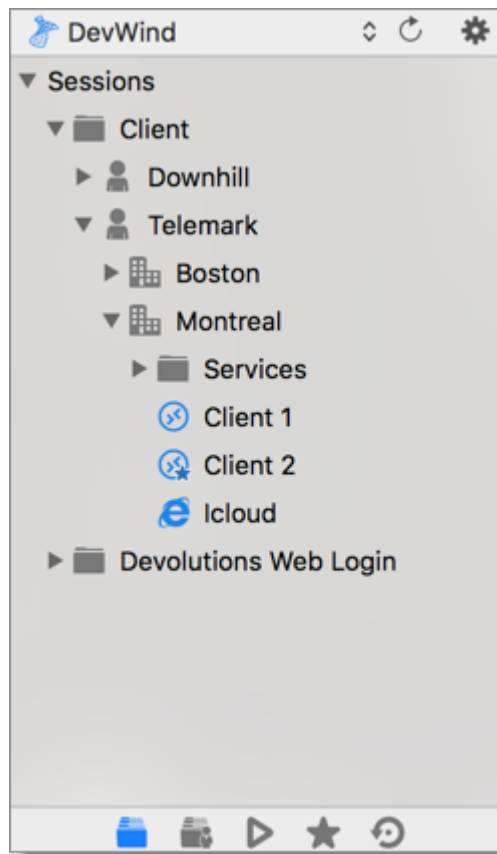 DevWind
Sessions
Client
Downhill
Telemark
Boston
Montreal
Services
Client 1
Client 2
Icloud
Devolutions Web Login